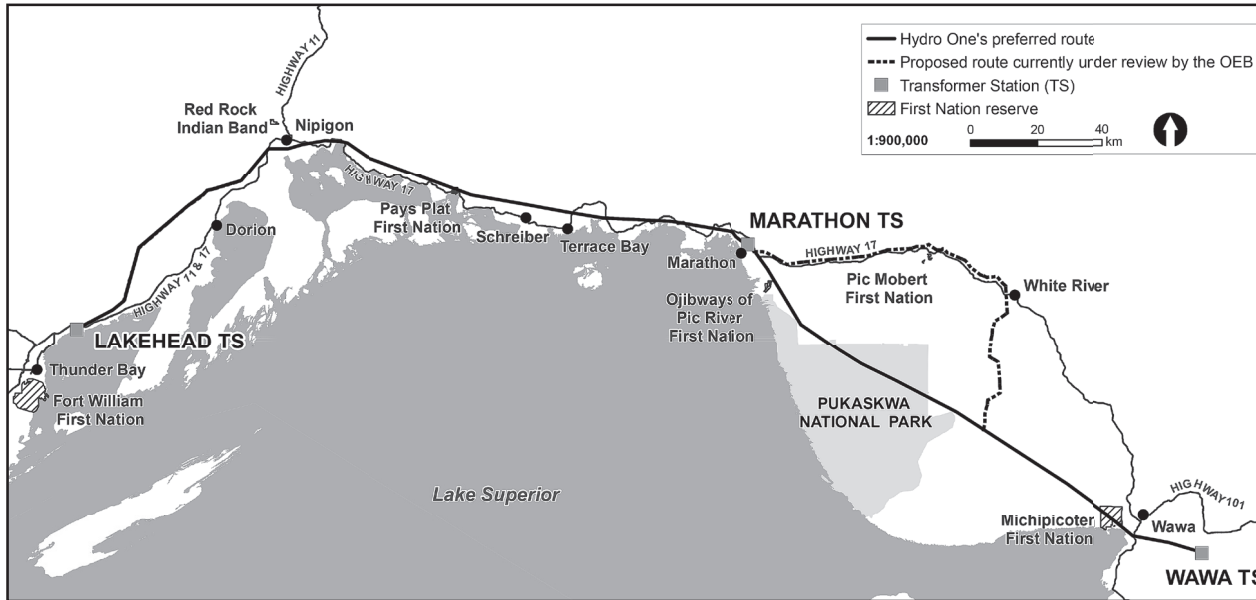 HIGHWAY 11
Red Rock
Indian Band
Nipigon
HIGHWAY 17
Pays Plat
First Nation
Schreiber
Terrace Bay
Dorion
HIGHWAY 11 & 17
LAKEHEAD TS
Thunder Bay
Fort William
First Nation
MARATHON TS
Marathon
HIGHWAY 17
Ojibways of
Pic River
First Nation
Pic Mobert
First Nation
White River
PUKASKWA
NATIONAL PARK
Lake Superior
HIGHWAY 101
Michipicoter
First Nation
Wawa
WAWA TS
Hydro One's preferred route
Proposed route currently under review by the OEB
Transformer Station (TS)
First Nation reserve
1:900,000
0 20 40
km